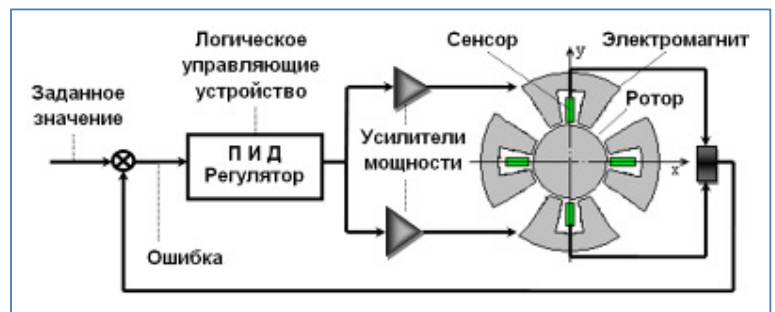 Логическое
управляющие
устройство
Заданное
значение
П И Д
Регулятор
Ошибка
Усилители
мощности
Сенсор
y
Электромагнит
Ротор
x